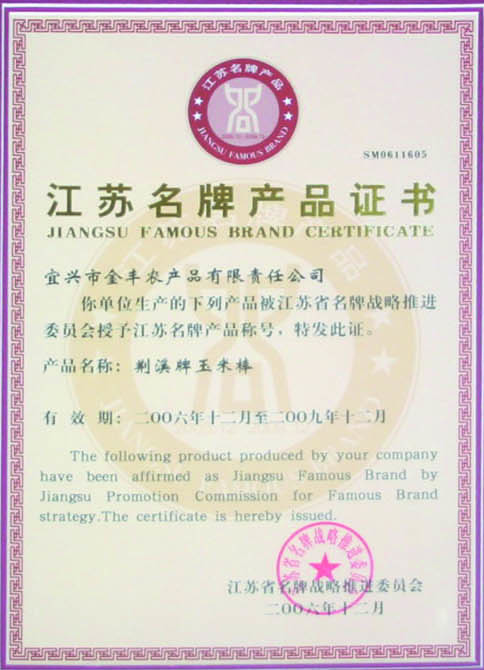 江苏名牌产品
JIANGSU FAMOUS BRAND
SM0611605
江苏名牌产品证书
JIANGSU FAMOUS BRAND CERTIFICATE
宜兴市金丰农产品有限责任公司
你单位生产的下列产品被江苏省名牌战略推进
委员会授予江苏名牌产品称号，特发此证。
产品名称：荆溪牌玉米棒
有 效 期：二〇〇六年十二月至二〇〇九年十二月
The following product produced by your company
have been affirmed as Jiangsu Famous Brand by
Jiangsu Promotion Commission for Famous Brand
strategy.The certificate is hereby issued.
江苏省名牌战略推进委员会
二〇〇六年十二月